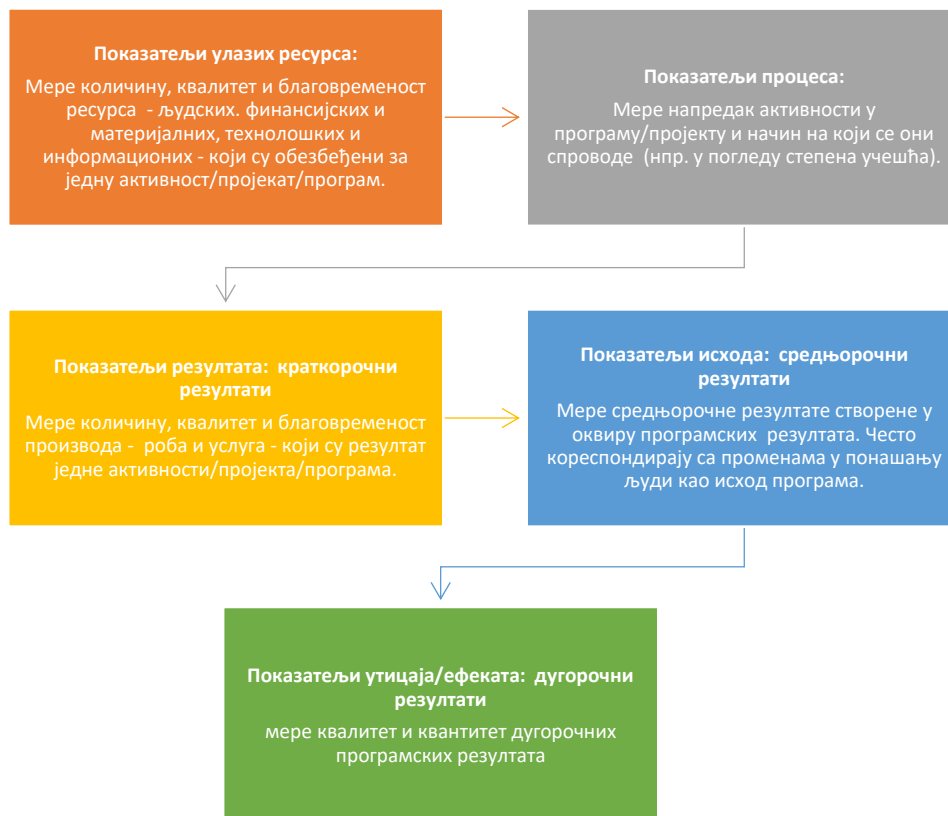 Показатељи улазих ресурса:
Мере количину, квалитет и благовременост
ресурса - људских. финансијских и
материјалних, технолошких и
информационих - који су обезбеђени за
једну активност/пројекат/програм.
Показатељи процеса:
Мере напредак активности у
програму/пројекту и начин на који се они
спроводе (нпр. у погледу степена учешћа).
Показатељи резултата: краткорочни
резултати
Мере количину, квалитет и благовременост
производа - роба и услуга - који су резултат
једне активности/пројекта/програма.
Показатељи исхода: средњорочни
резултати
Мере средњорочне резултате створене у
оквиру програмских резултата. Често
кореспондирају са променама у понашању
људи као исход програма.
Показатељи утицаја/ефеката: дугорочни
резултати
мере квалитет и квантитет дугорочних
програмских резултата